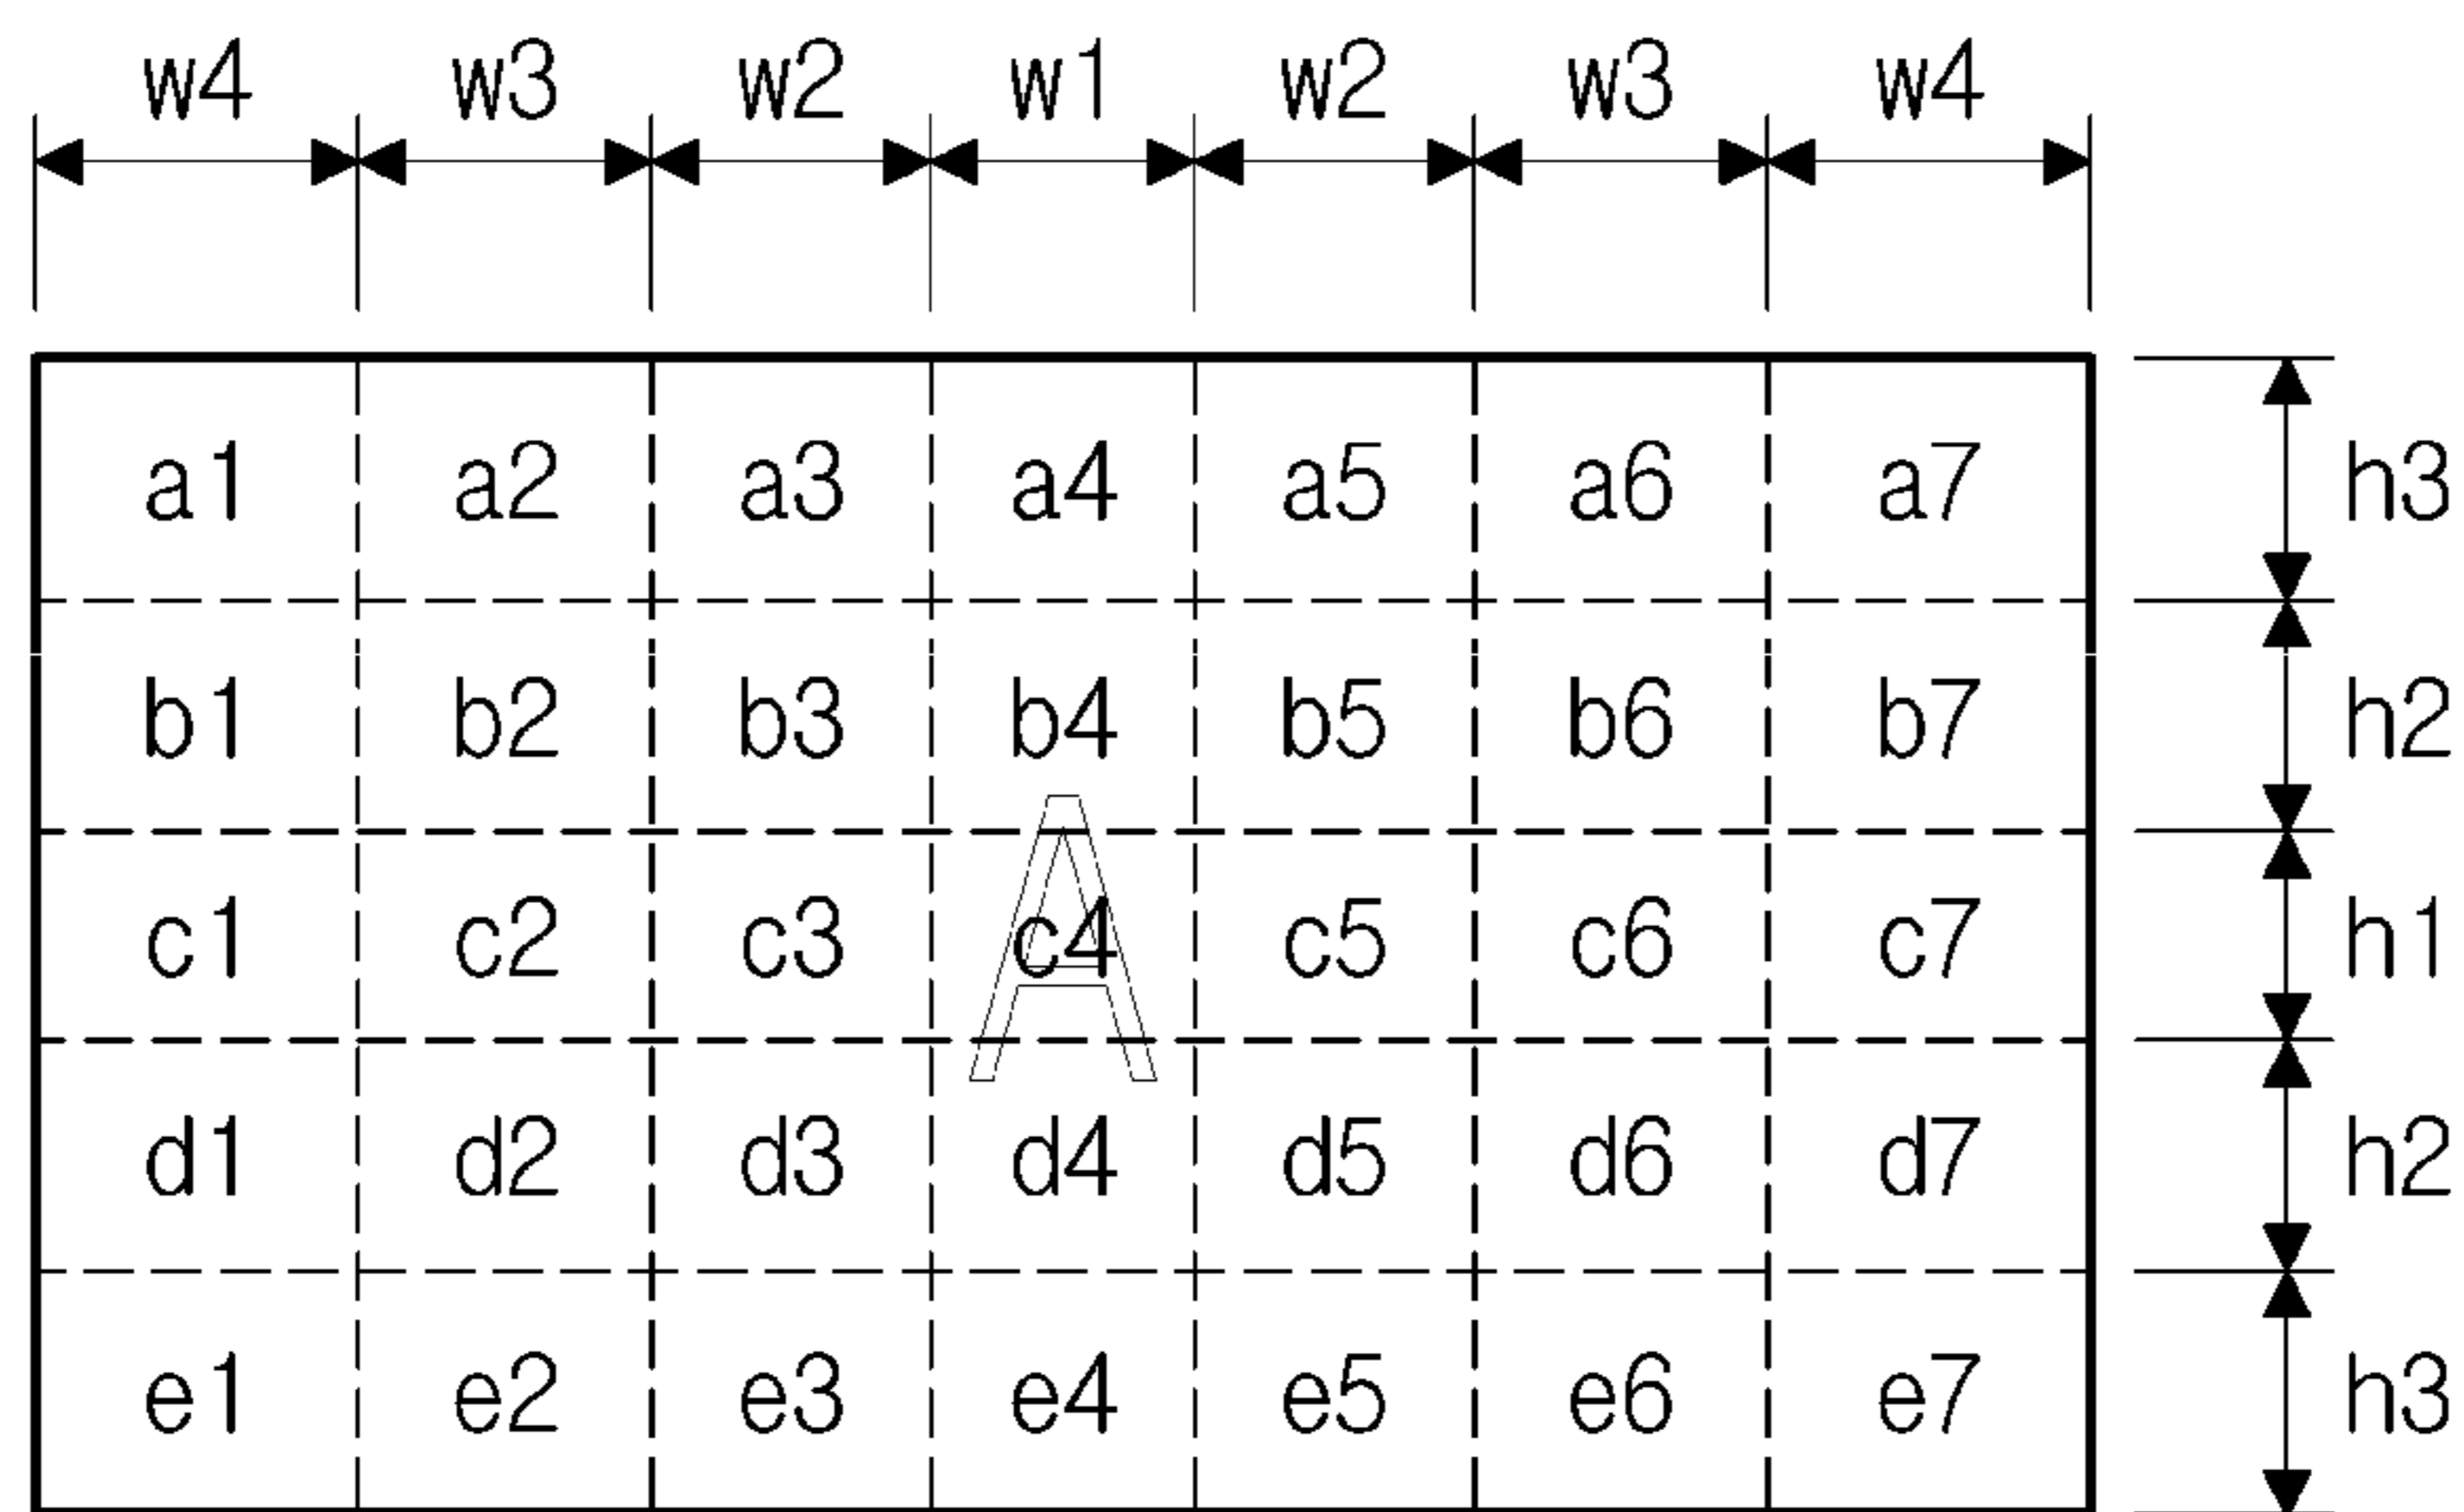 w4 w3 w2 w1 w2 w3 w4
a1 a2 a3 a4 a5 a6 a7 h3
b1 b2 b3 b4 b5 b6 b7 h2
A
c1 c2 c3 c4 c5 c6 c7 h1
d1 d2 d3 d4 d5 d6 d7 h2
e1 e2 e3 e4 e5 e6 e7 h3